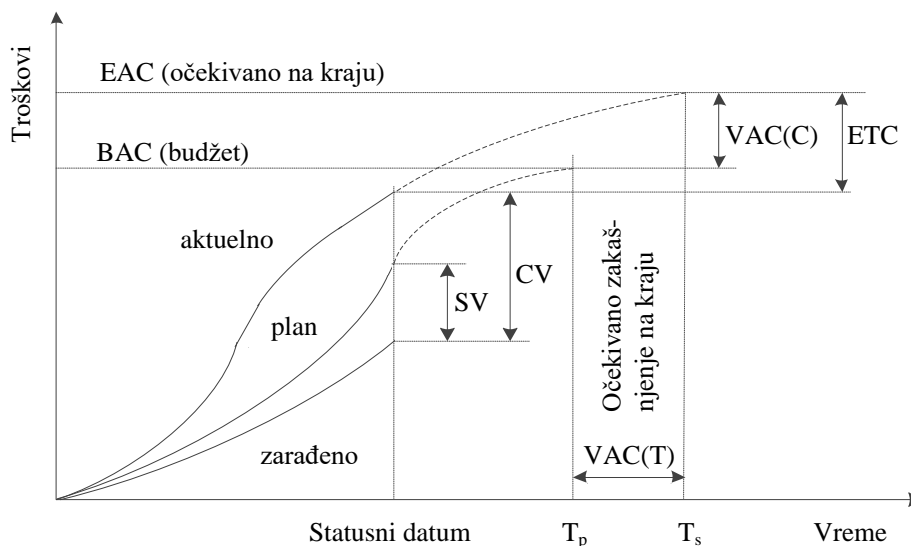 Troškovi
EAC (očekivano na kraju)
BAC (budžet)
VAC(C)
ETC
aktuelno
CV
SV
plan
Očekivano zakaš-
njenje na kraju
zarađeno
VAC(T)
Statusni datum
Tp
Ts
Vreme